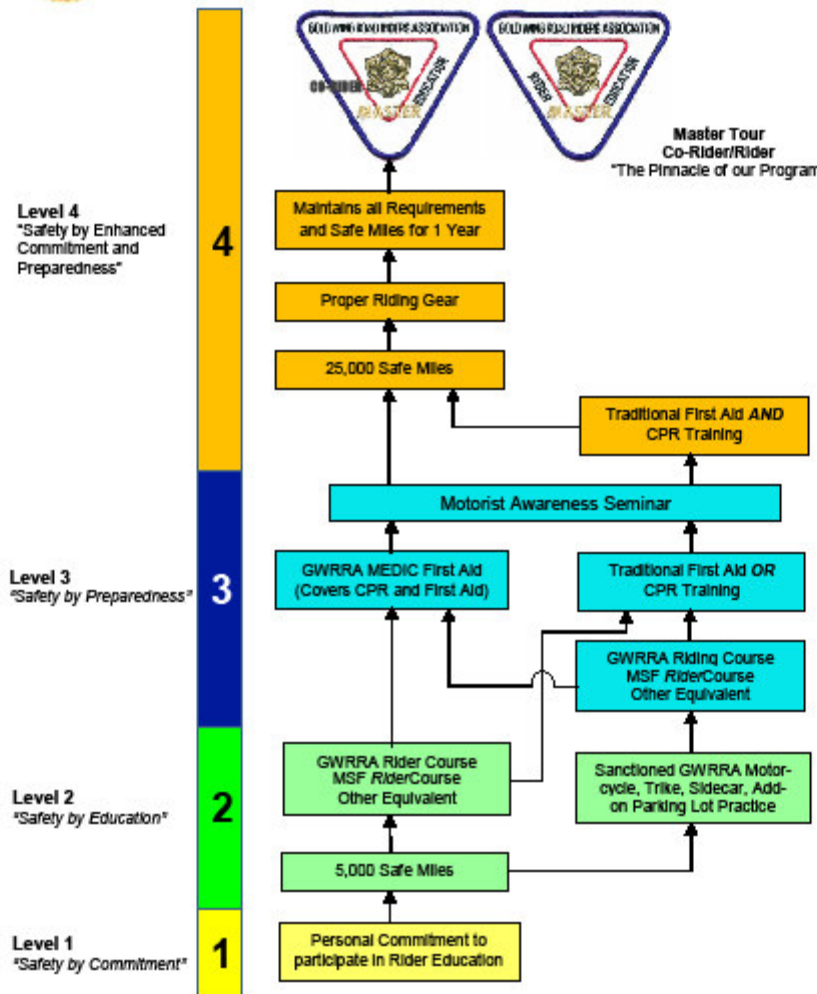 GOLD WING ROAD RIDERS ASSOCIATION
CO-RIDER
EDUCATION
MASTER
GOLD WING ROAD RIDERS ASSOCIATION
RIDER
EDUCATION
MASTER
Master Tour
Co-Rider/Rider
"The Pinnacle of our Program
Level 4
"Safety by Enhanced
Commitment and
Preparedness"
4
Maintains all Requirements
and Safe Miles for 1 Year
Proper Riding Gear
25,000 Safe Miles
Traditional First Aid AND
CPR Training
Motorist Awareness Seminar
Level 3
"Safety by Preparedness"
3
GWRRA MEDIC First Aid
(Covers CPR and First Aid)
Traditional First Aid OR
CPR Training
GWRRA Riding Course
MSF RiderCourse
Other Equivalent
Level 2
"Safety by Education"
2
GWRRA Rider Course
MSF RiderCourse
Other Equivalent
Sanctioned GWRRA Motor-
cycle, Trike, Sidecar, Add-
on Parking Lot Practice
5,000 Safe Miles
Level 1
"Safety by Commitment"
1
Personal Commitment to
participate in Rider Education